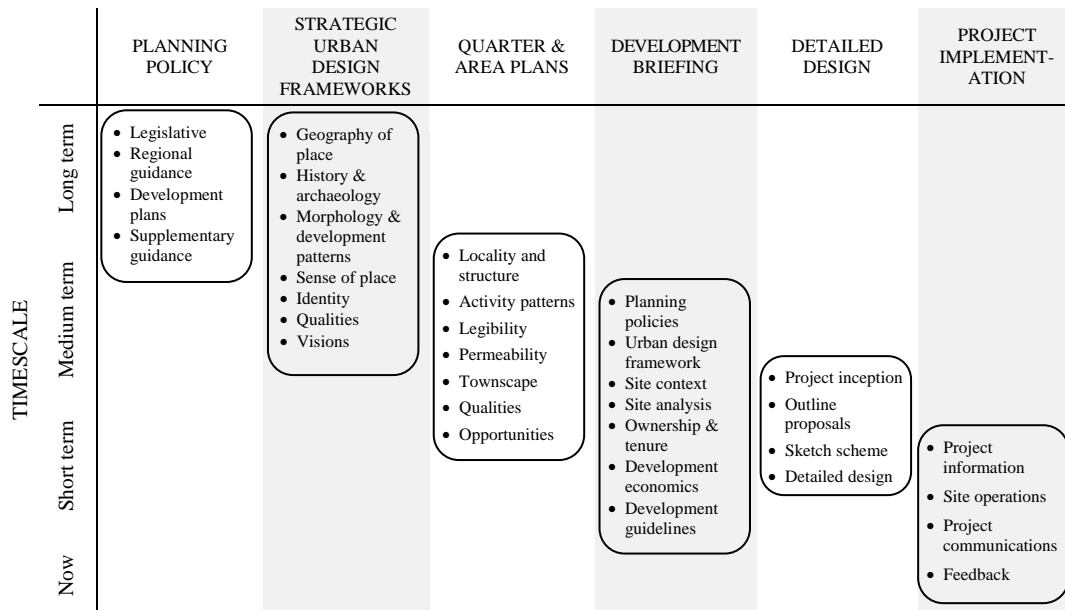 PLANNING
POLICY
STRATEGIC
URBAN
DESIGN
FRAMEWORKS
QUARTER &
AREA PLANS
DEVELOPMENT
BRIEFING
DETAILED
DESIGN
PROJECT
IMPLEMENT-
ATION
TIMESCALE
Long term
Medium term
Short term
Now
• Legislative
• Regional
guidance
• Development
plans
• Supplementary
guidance
• Geography of
place
• History &
archaeology
• Morphology &
development
patterns
• Sense of place
• Identity
• Qualities
• Visions
• Locality and
structure
• Activity patterns
• Legibility
• Permeability
• Townscape
• Qualities
• Opportunities
• Planning
policies
• Urban design
framework
• Site context
• Site analysis
• Ownership &
tenure
• Development
economics
• Development
guidelines
• Project inception
• Outline
proposals
• Sketch scheme
• Detailed design
• Project
information
• Site operations
• Project
communications
• Feedback